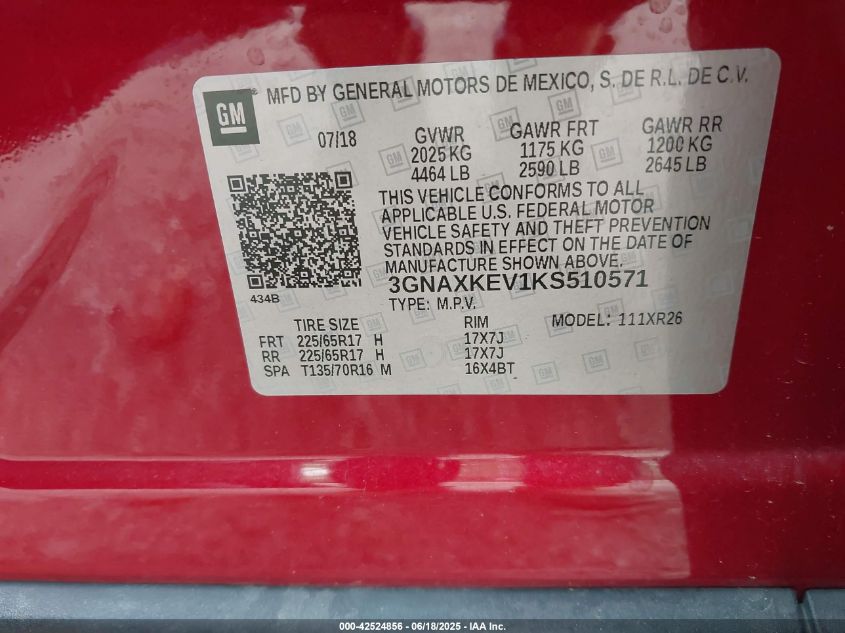 GM
MFD BY GENERAL MOTORS DE MEXICO, S. DE R.L. DE C.V.
07/18
GVWR GAWR FRT GAWR RR
2025 KG 1175 KG 1200 KG
4464 LB 2590 LB 2645 LB
THIS VEHICLE CONFORMS TO ALL
APPLICABLE U.S. FEDERAL MOTOR
VEHICLE SAFETY AND THEFT PREVENTION
STANDARDS IN EFFECT ON THE DATE OF
MANUFACTURE SHOWN ABOVE.
434B
3GNAXKEV1KS510571
TYPE: M.P.V.
TIRE SIZE RIM MODEL: 111XR26
FRT 225/65R17 H 17X7J
RR 225/65R17 H 17X7J
SPA T135/70R16 M 16X4BT
000-42524856 - 06/18/2025 - IAA Inc.